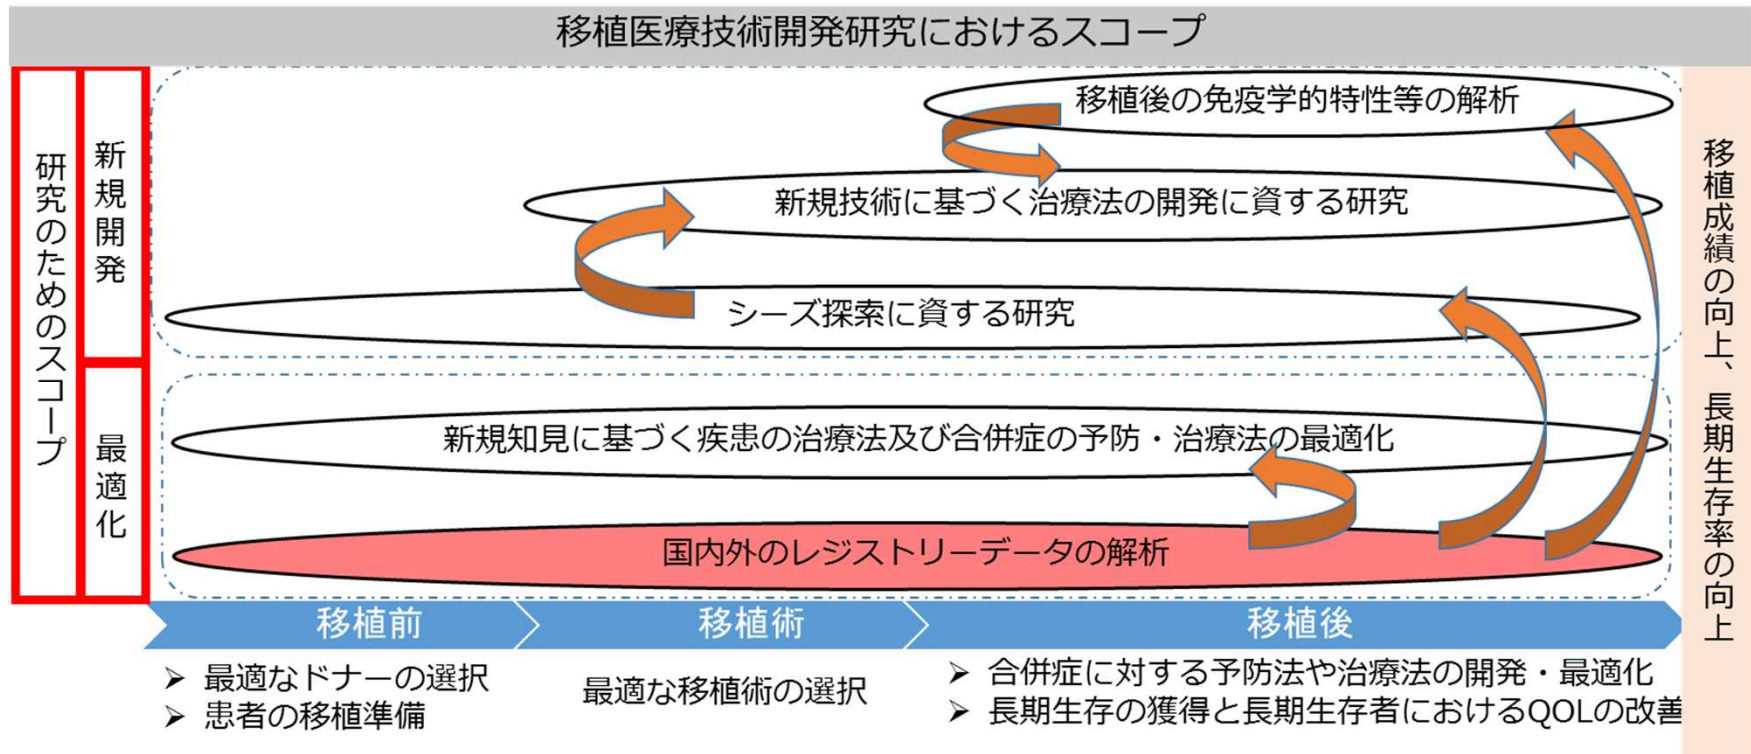 移植医療技術開発研究におけるスコープ
研究のためのスコープ
新規開発
最適化
移植後の免疫学的特性等の解析
新規技術に基づく治療法の開発に資する研究
シーズ探索に資する研究
新規知見に基づく疾患の治療法及び合併症の予防・治療法の最適化
国内外のレジストリーデータの解析
移植成績の向上、長期生存率の向上
移植前
移植術
移植後
➢ 最適なドナーの選択
➢ 患者の移植準備
最適な移植術の選択
➢ 合併症に対する予防法や治療法の開発・最適化
➢ 長期生存の獲得と長期生存者におけるQOLの改善